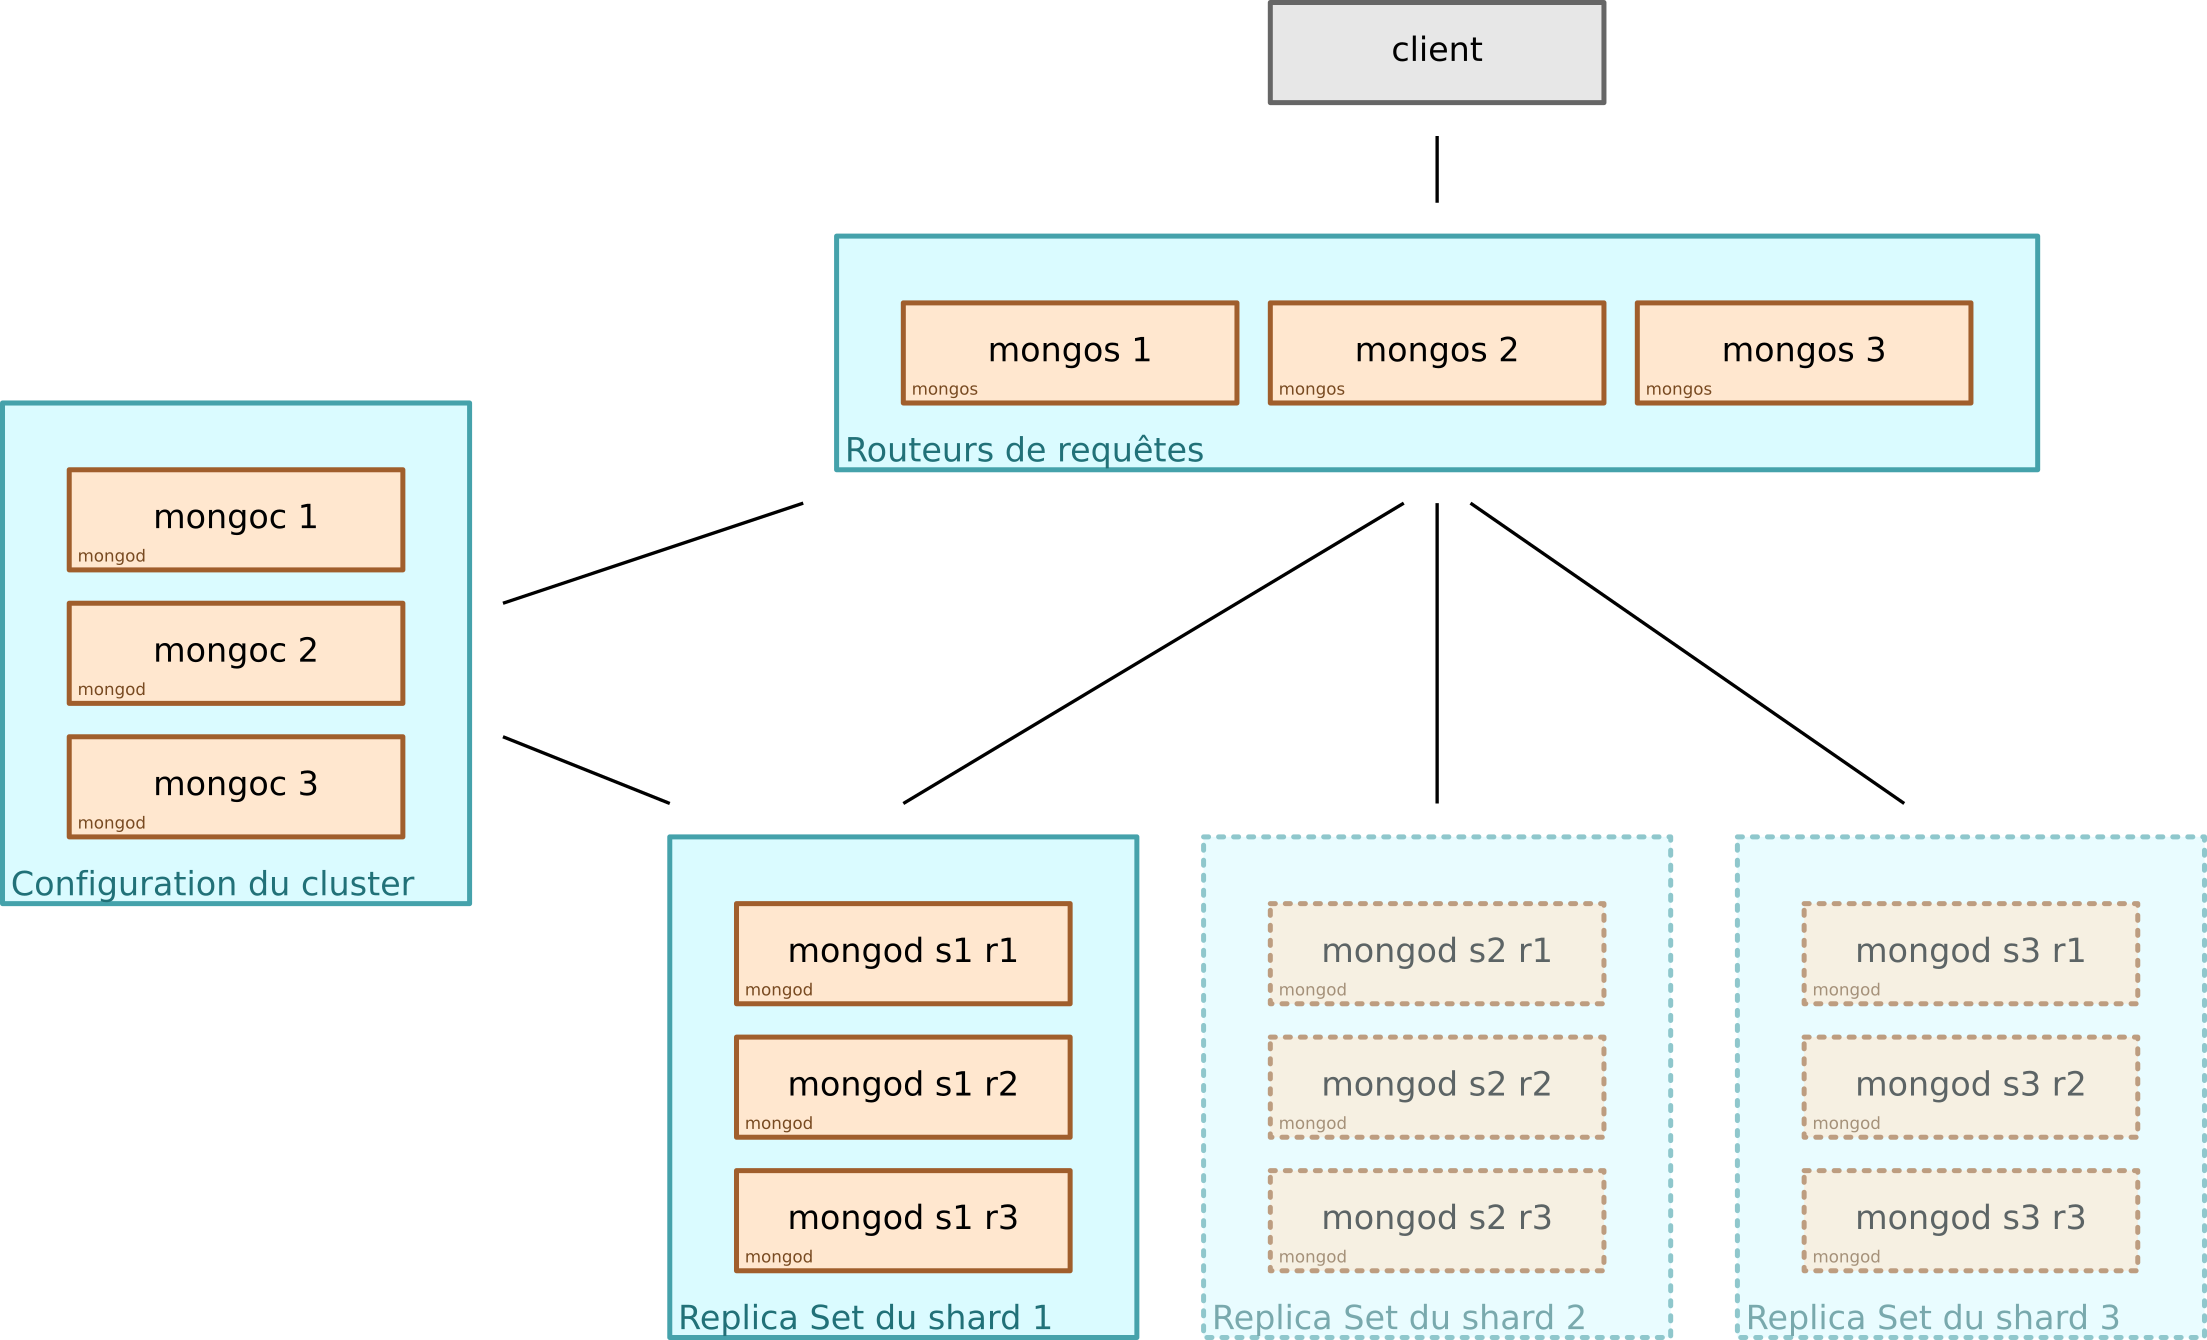 client
mongos 1
mongos
mongos 2
mongos
mongos 3
mongos
Routeurs de requêtes
mongoc 1
mongod
mongoc 2
mongod
mongoc 3
mongod
Configuration du cluster
mongod s1 r1
mongod
mongod s1 r2
mongod
mongod s1 r3
mongod
Replica Set du shard 1
mongod s2 r1
mongod
mongod s2 r2
mongod
mongod s2 r3
mongod
Replica Set du shard 2
mongod s3 r1
mongod
mongod s3 r2
mongod
mongod s3 r3
mongod
Replica Set du shard 3